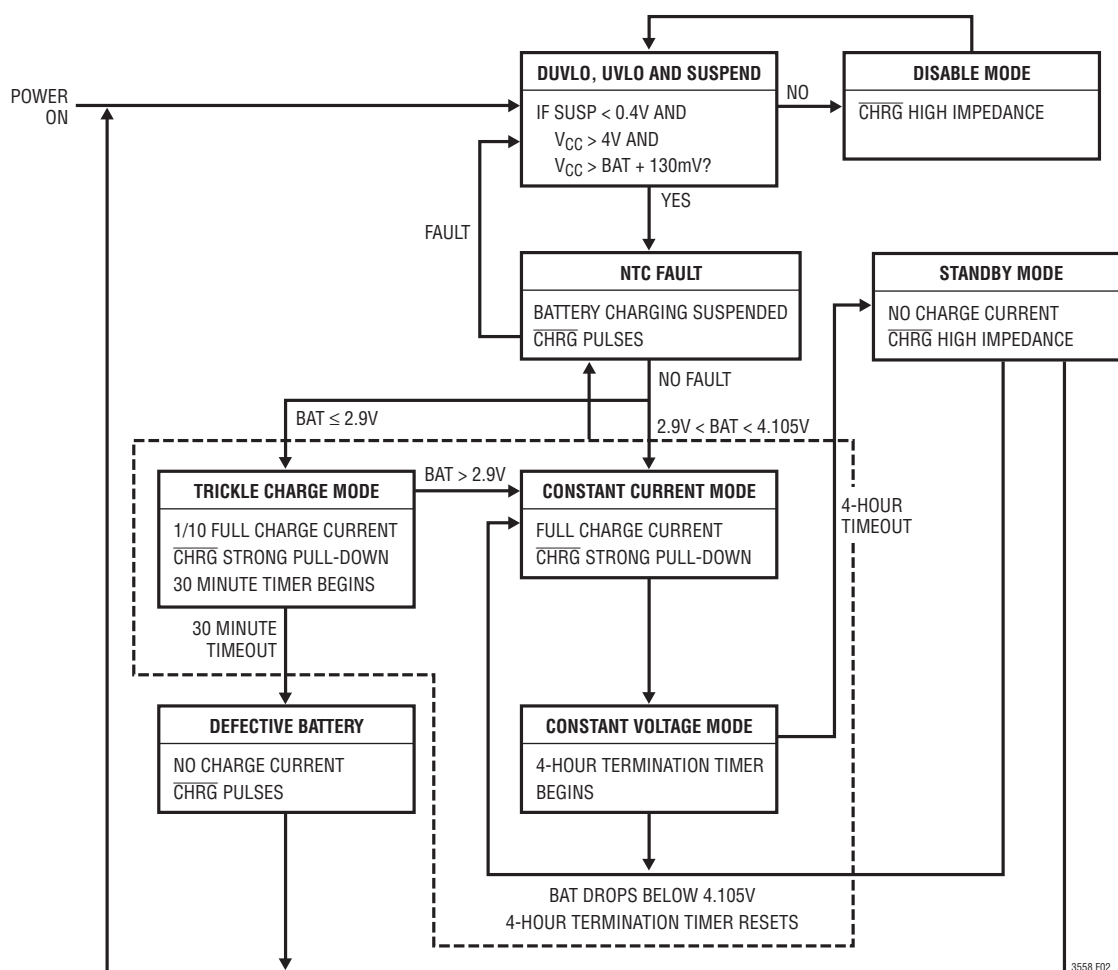 POWER
ON
DUVLO, UVLO AND SUSPEND
IF SUSP < 0.4V AND
VCC > 4V AND
VCC > BAT + 130mV?
NO
DISABLE MODE
CHRG HIGH IMPEDANCE
YES
FAULT
NTC FAULT
BATTERY CHARGING SUSPENDED
CHRG PULSES
STANDBY MODE
NO CHARGE CURRENT
CHRG HIGH IMPEDANCE
NO FAULT
BAT ≤ 2.9V
2.9V < BAT < 4.105V
TRICKLE CHARGE MODE
1/10 FULL CHARGE CURRENT
CHRG STRONG PULL-DOWN
30 MINUTE TIMER BEGINS
BAT > 2.9V
CONSTANT CURRENT MODE
FULL CHARGE CURRENT
CHRG STRONG PULL-DOWN
4-HOUR
TIMEOUT
30 MINUTE
TIMEOUT
DEFECTIVE BATTERY
NO CHARGE CURRENT
CHRG PULSES
CONSTANT VOLTAGE MODE
4-HOUR TERMINATION TIMER
BEGINS
BAT DROPS BELOW 4.105V
4-HOUR TERMINATION TIMER RESETS
3558 F02